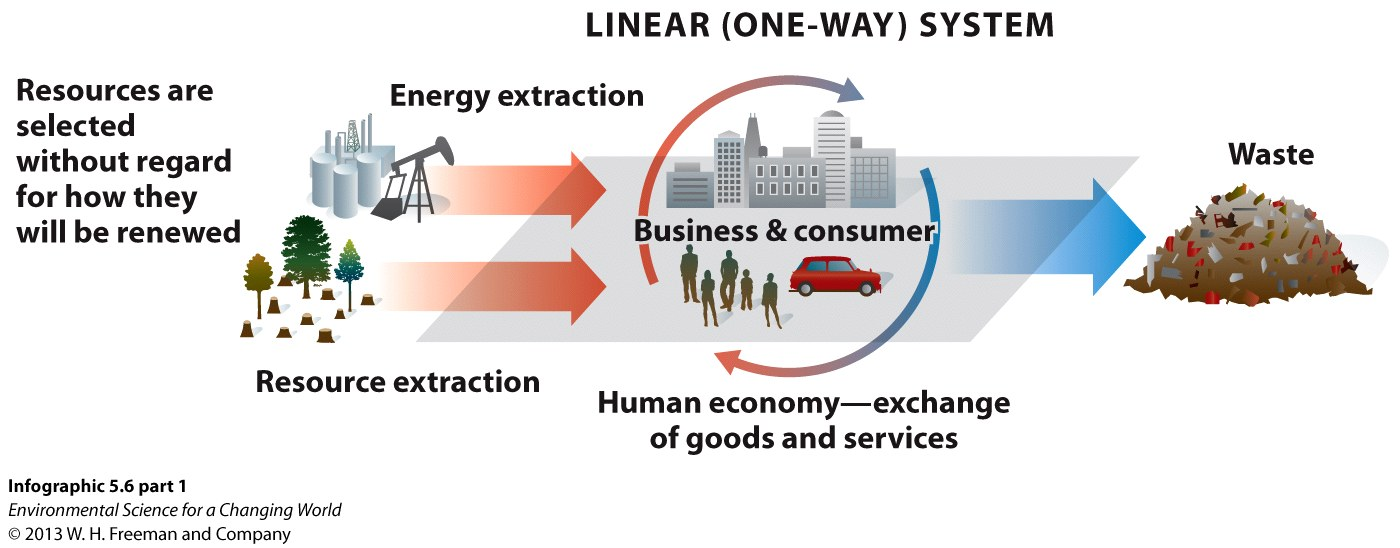 LINEAR (ONE-WAY) SYSTEM
Resources are
selected
without regard
for how they
will be renewed
Energy extraction
Resource extraction
Business & consumer
Human economy—exchange
of goods and services
Waste
Infographic 5.6 part 1
Environmental Science for a Changing World
© 2013 W. H. Freeman and Company